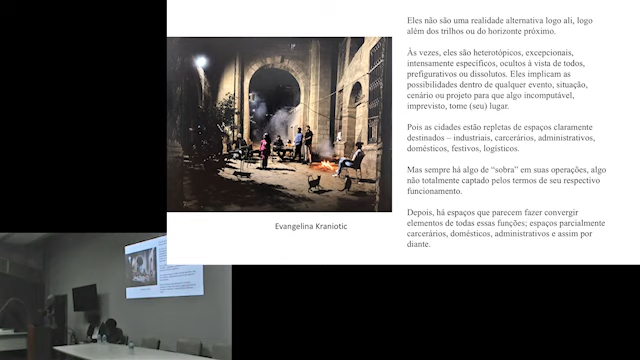 Eles não são uma realidade alternativa logo ali, logo
além dos trilhos ou do horizonte próximo.
Às vezes, eles são heterotópicos, excepcionais,
intensamente específicos, ocultos à vista de todos,
prefigurativos ou dissolutos. Eles implicam as
possibilidades dentro de qualquer evento, situação,
cenário ou projeto para que algo incomputável,
imprevisto, tome (seu) lugar.
Pois as cidades estão repletas de espaços claramente
destinados – industriais, carcerários, administrativos,
domésticos, festivos, logísticos.
Mas sempre há algo de “sobra” em suas operações, algo
não totalmente captado pelos termos de seu respectivo
funcionamento.
Depois, há espaços que parecem fazer convergir
elementos de todas essas funções; espaços parcialmente
carcerários, domésticos, administrativos e assim por
diante.
Evangelina Kraniotic